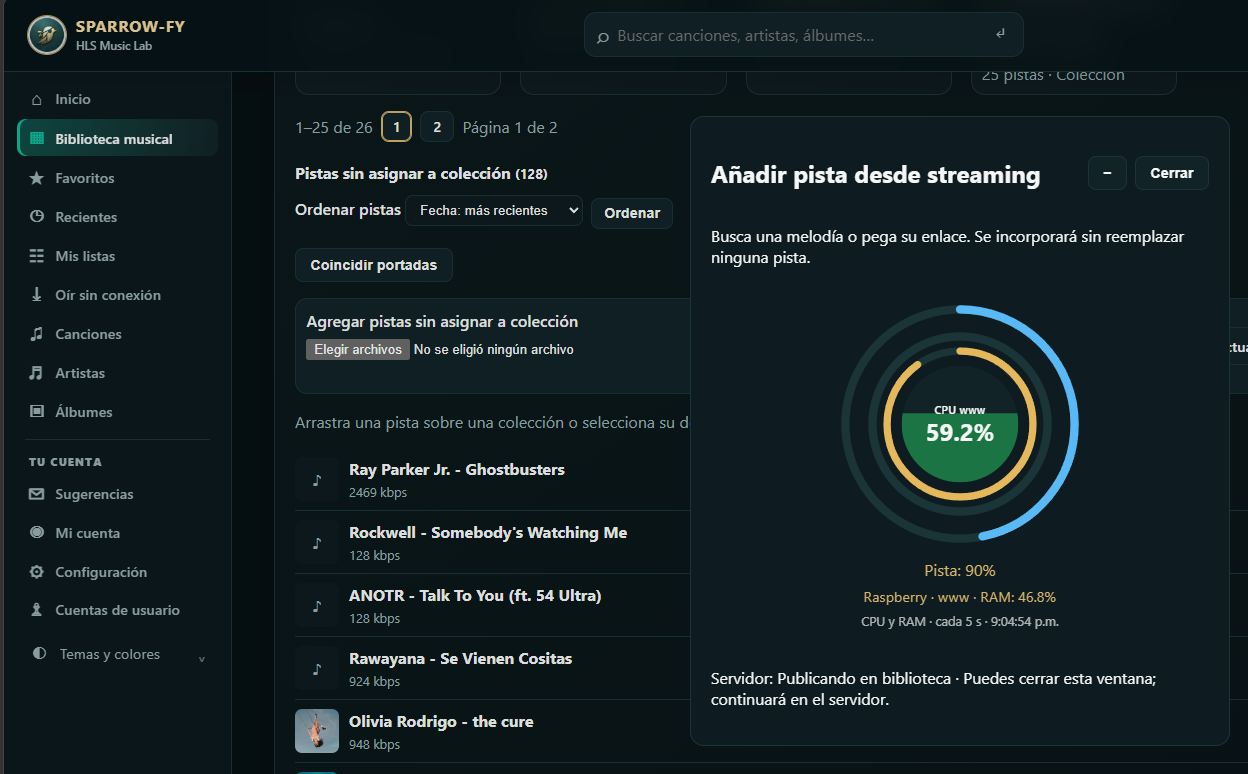 SPARROW-FY
HLS Music Lab
Buscar canciones, artistas, álbumes...
Inicio
Biblioteca musical
Favoritos
Recientes
Mis listas
Oír sin conexión
Canciones
Artistas
Álbumes
TU CUENTA
Sugerencias
Mi cuenta
Configuración
Cuentas de usuario
Temas y colores
25 pistas · Colección
1–25 de 26 1 2 Página 1 de 2
Pistas sin asignar a colección (128)
Ordenar pistas Fecha: más recientes Ordenar
Coincidir portadas
Agregar pistas sin asignar a colección
Elegir archivos No se eligió ningún archivo
Arrastra una pista sobre una colección o selecciona su d
Ray Parker Jr. - Ghostbusters
2469 kbps
Rockwell - Somebody's Watching Me
128 kbps
ANOTR - Talk To You (ft. 54 Ultra)
128 kbps
Rawayana - Se Vienen Cositas
924 kbps
Olivia Rodrigo - the cure
948 kbps
Añadir pista desde streaming
− Cerrar
Busca una melodía o pega su enlace. Se incorporará sin reemplazar
ninguna pista.
CPU www
59.2%
Pista: 90%
Raspberry · www · RAM: 46.8%
CPU y RAM · cada 5 s · 9:04:54 p.m.
Servidor: Publicando en biblioteca · Puedes cerrar esta ventana;
continuará en el servidor.